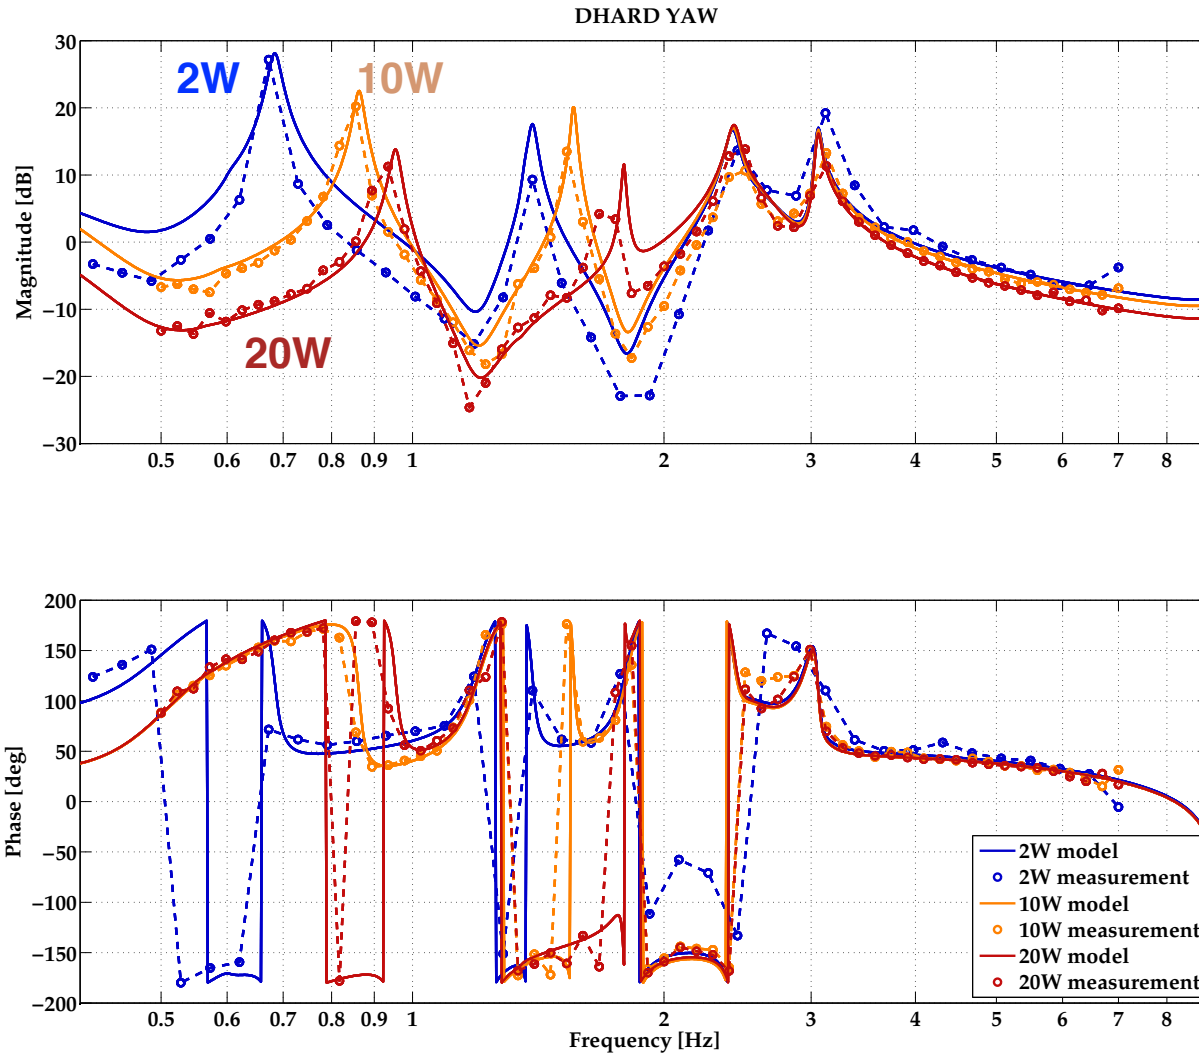 DHARD YAW
30
20
10
0
−10
−20
−30
Magnitude [dB]
2W
10W
20W
0.5 0.6 0.7 0.8 0.9 1 2 3 4 5 6 7 8
200
150
100
50
0
−50
−100
−150
−200
Phase [deg]
2W model
2W measurement
10W model
10W measurement
20W model
20W measurement
0.5 0.6 0.7 0.8 0.9 1 2 3 4 5 6 7 8
Frequency [Hz]